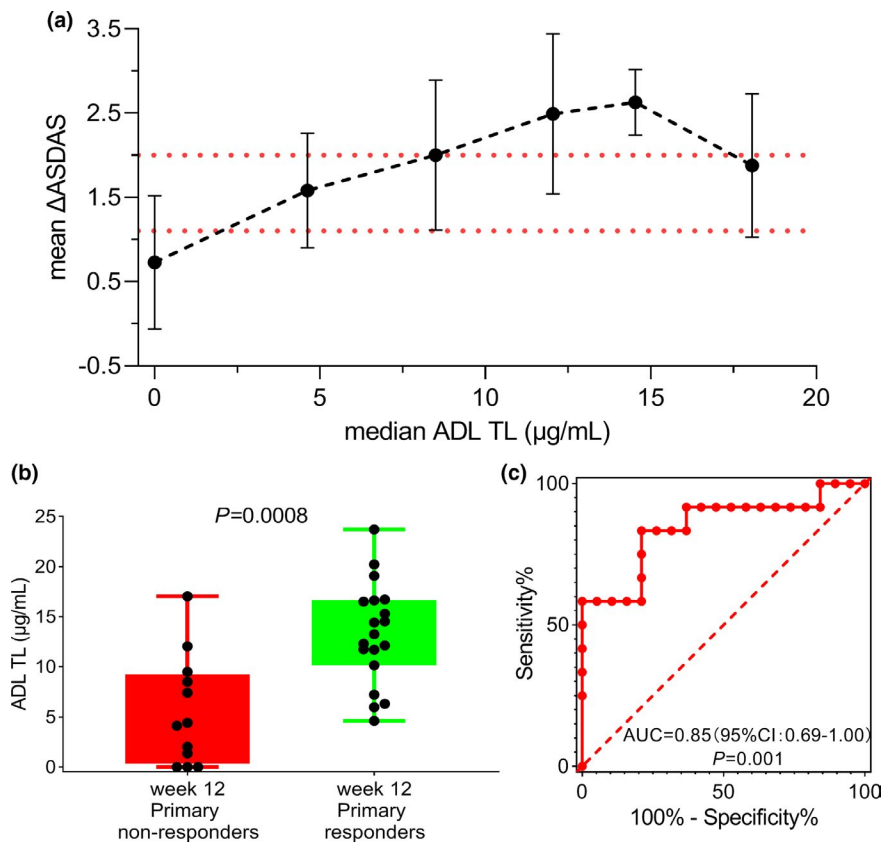 (a)
3.5
2.5
1.5
0.5
-0.5
mean ΔASDAS
0
5
10
15
20
median ADL TL (µg/mL)
(b)
P=0.0008
25
20
15
10
5
0
ADL TL (µg/mL)
week 12
Primary
non-responders
week 12
Primary
responders
(c)
100
50
0
Sensitivity%
AUC=0.85(95%CI:0.69-1.00)
P=0.001
0
50
100
100% - Specificity%